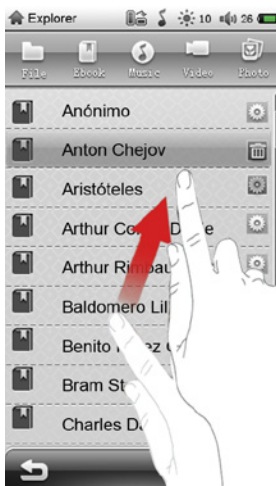 Explorer 10 26
File Ebook Music Video Photo
Anónimo
Anton Chejov
Aristóteles
Arthur Co D e
Arthur Rimbau
Baldomero Lil
Benito ez
Bram St
Charles D